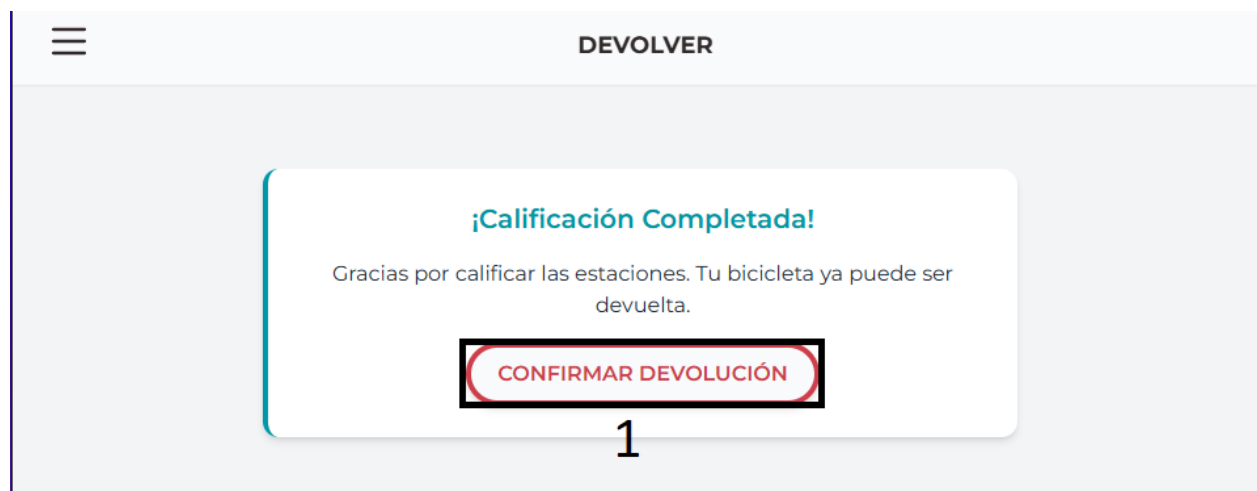 DEVOLVER
¡Calificación Completada!
Gracias por calificar las estaciones. Tu bicicleta ya puede ser
devuelta.
CONFIRMAR DEVOLUCIÓN
1